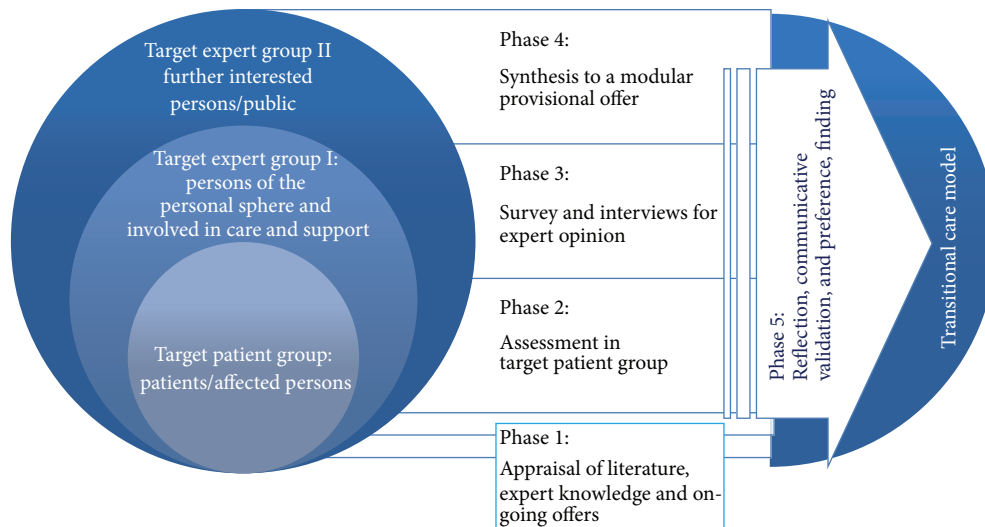 Target expert group II
further interested
persons/public
Target expert group I:
persons of the
personal sphere and
involved in care and support
Target patient group:
patients/affected persons
Phase 4:
Synthesis to a modular
provisional offer
Phase 3:
Survey and interviews for
expert opinion
Phase 2:
Assessment in
target patient group
Phase 1:
Appraisal of literature,
expert knowledge and on-
going offers
Phase 5:
Reflection, communicative
validation, and preference, finding
Transitional care model